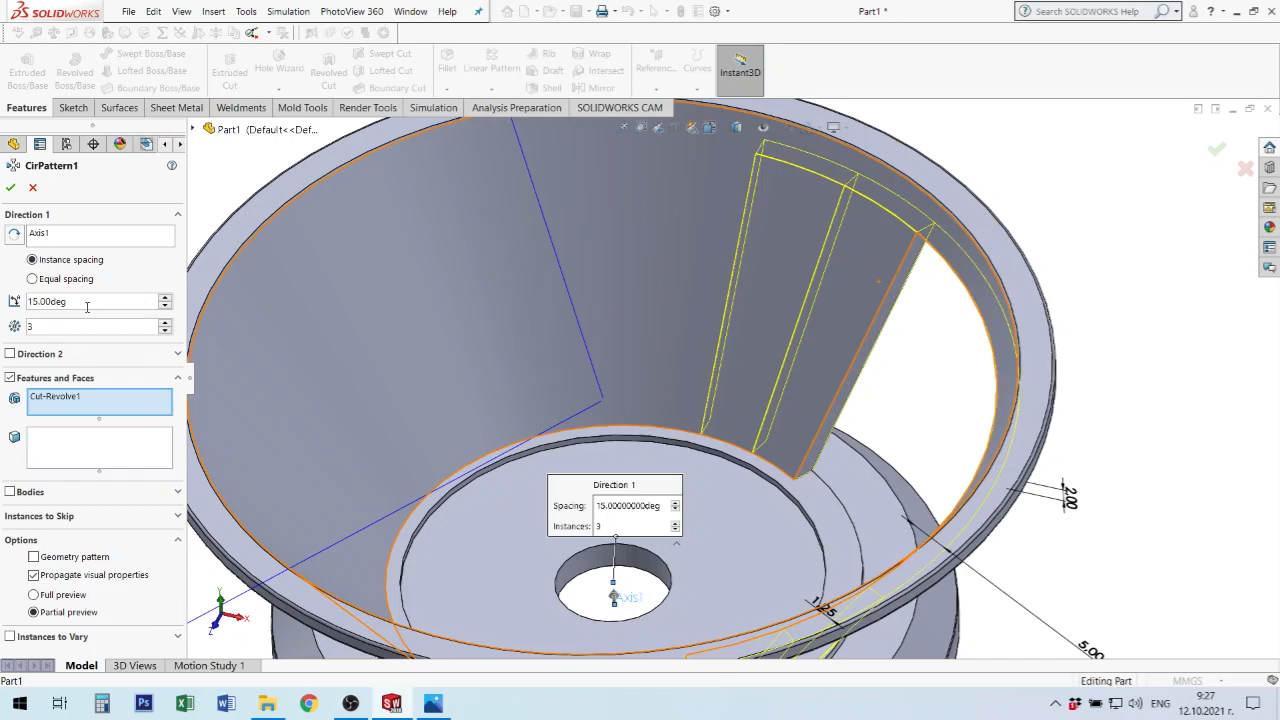 SOLIDWORKS File Edit View Insert Tools Simulation PhotoView 360 Window Help Part1 * Search SOLIDWORKS Help
Extruded Boss/Base Revolved Boss/Base Swept Boss/Base Lofted Boss/Base Boundary Boss/Base Extruded Cut Hole Wizard Revolved Cut Swept Cut Lofted Cut Boundary Cut Fillet Linear Pattern Rib Draft Shell Wrap Intersect Mirror Referenc... Curves Instant3D
Features Sketch Surfaces Sheet Metal Weldments Mold Tools Render Tools Simulation Analysis Preparation SOLIDWORKS CAM
Part1 (Default<<Def...
CirPattern1
Direction 1
Axis1
Instance spacing
Equal spacing
15.00deg
3
Direction 2
Features and Faces
Cut-Revolve1
Bodies
Instances to Skip
Options
Geometry pattern
Propagate visual properties
Full preview
Partial preview
Instances to Vary
Direction 1
Spacing: 15.00000000deg
Instances: 3
Axis1
2.00
1.25
5.00
Y
X
Z
Model 3D Views Motion Study 1
Part1 Editing Part MMGS
ENG 9:27
12.10.2021 г.